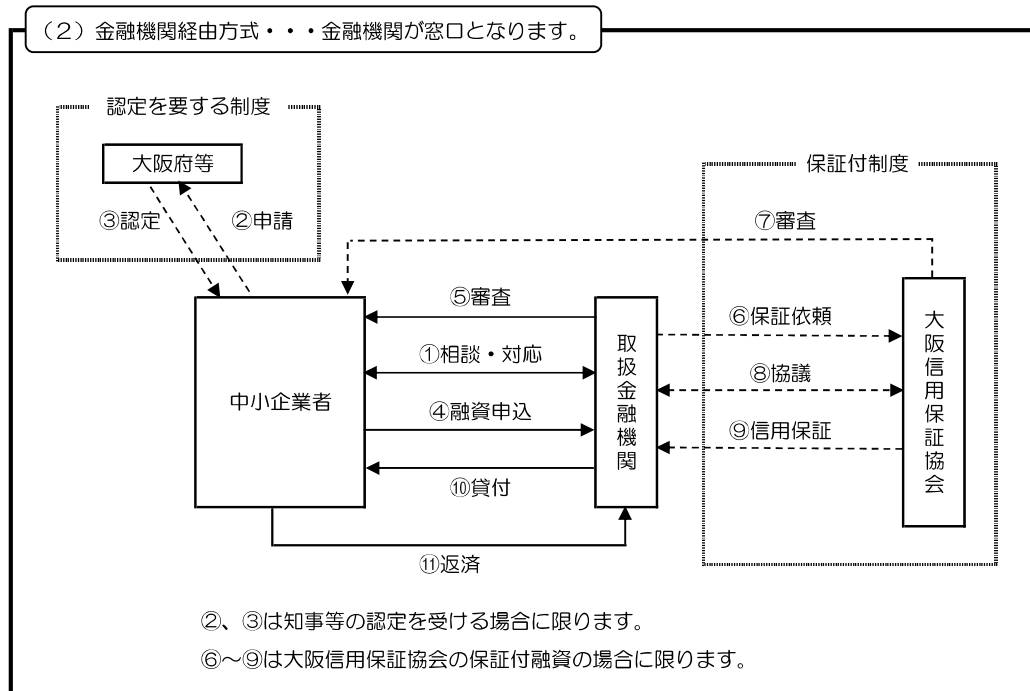 （２）金融機関経由方式・・・金融機関が窓口となります。
認定を要する制度
大阪府等
③認定
②申請
保証付制度
⑦審査
⑤審査
①相談・対応
④融資申込
⑩貸付
⑪返済
中小企業者
取扱金融機関
⑥保証依頼
⑧協議
⑨信用保証
大阪信用保証協会
②、③は知事等の認定を受ける場合に限ります。
⑥～⑨は大阪信用保証協会の保証付融資の場合に限ります。